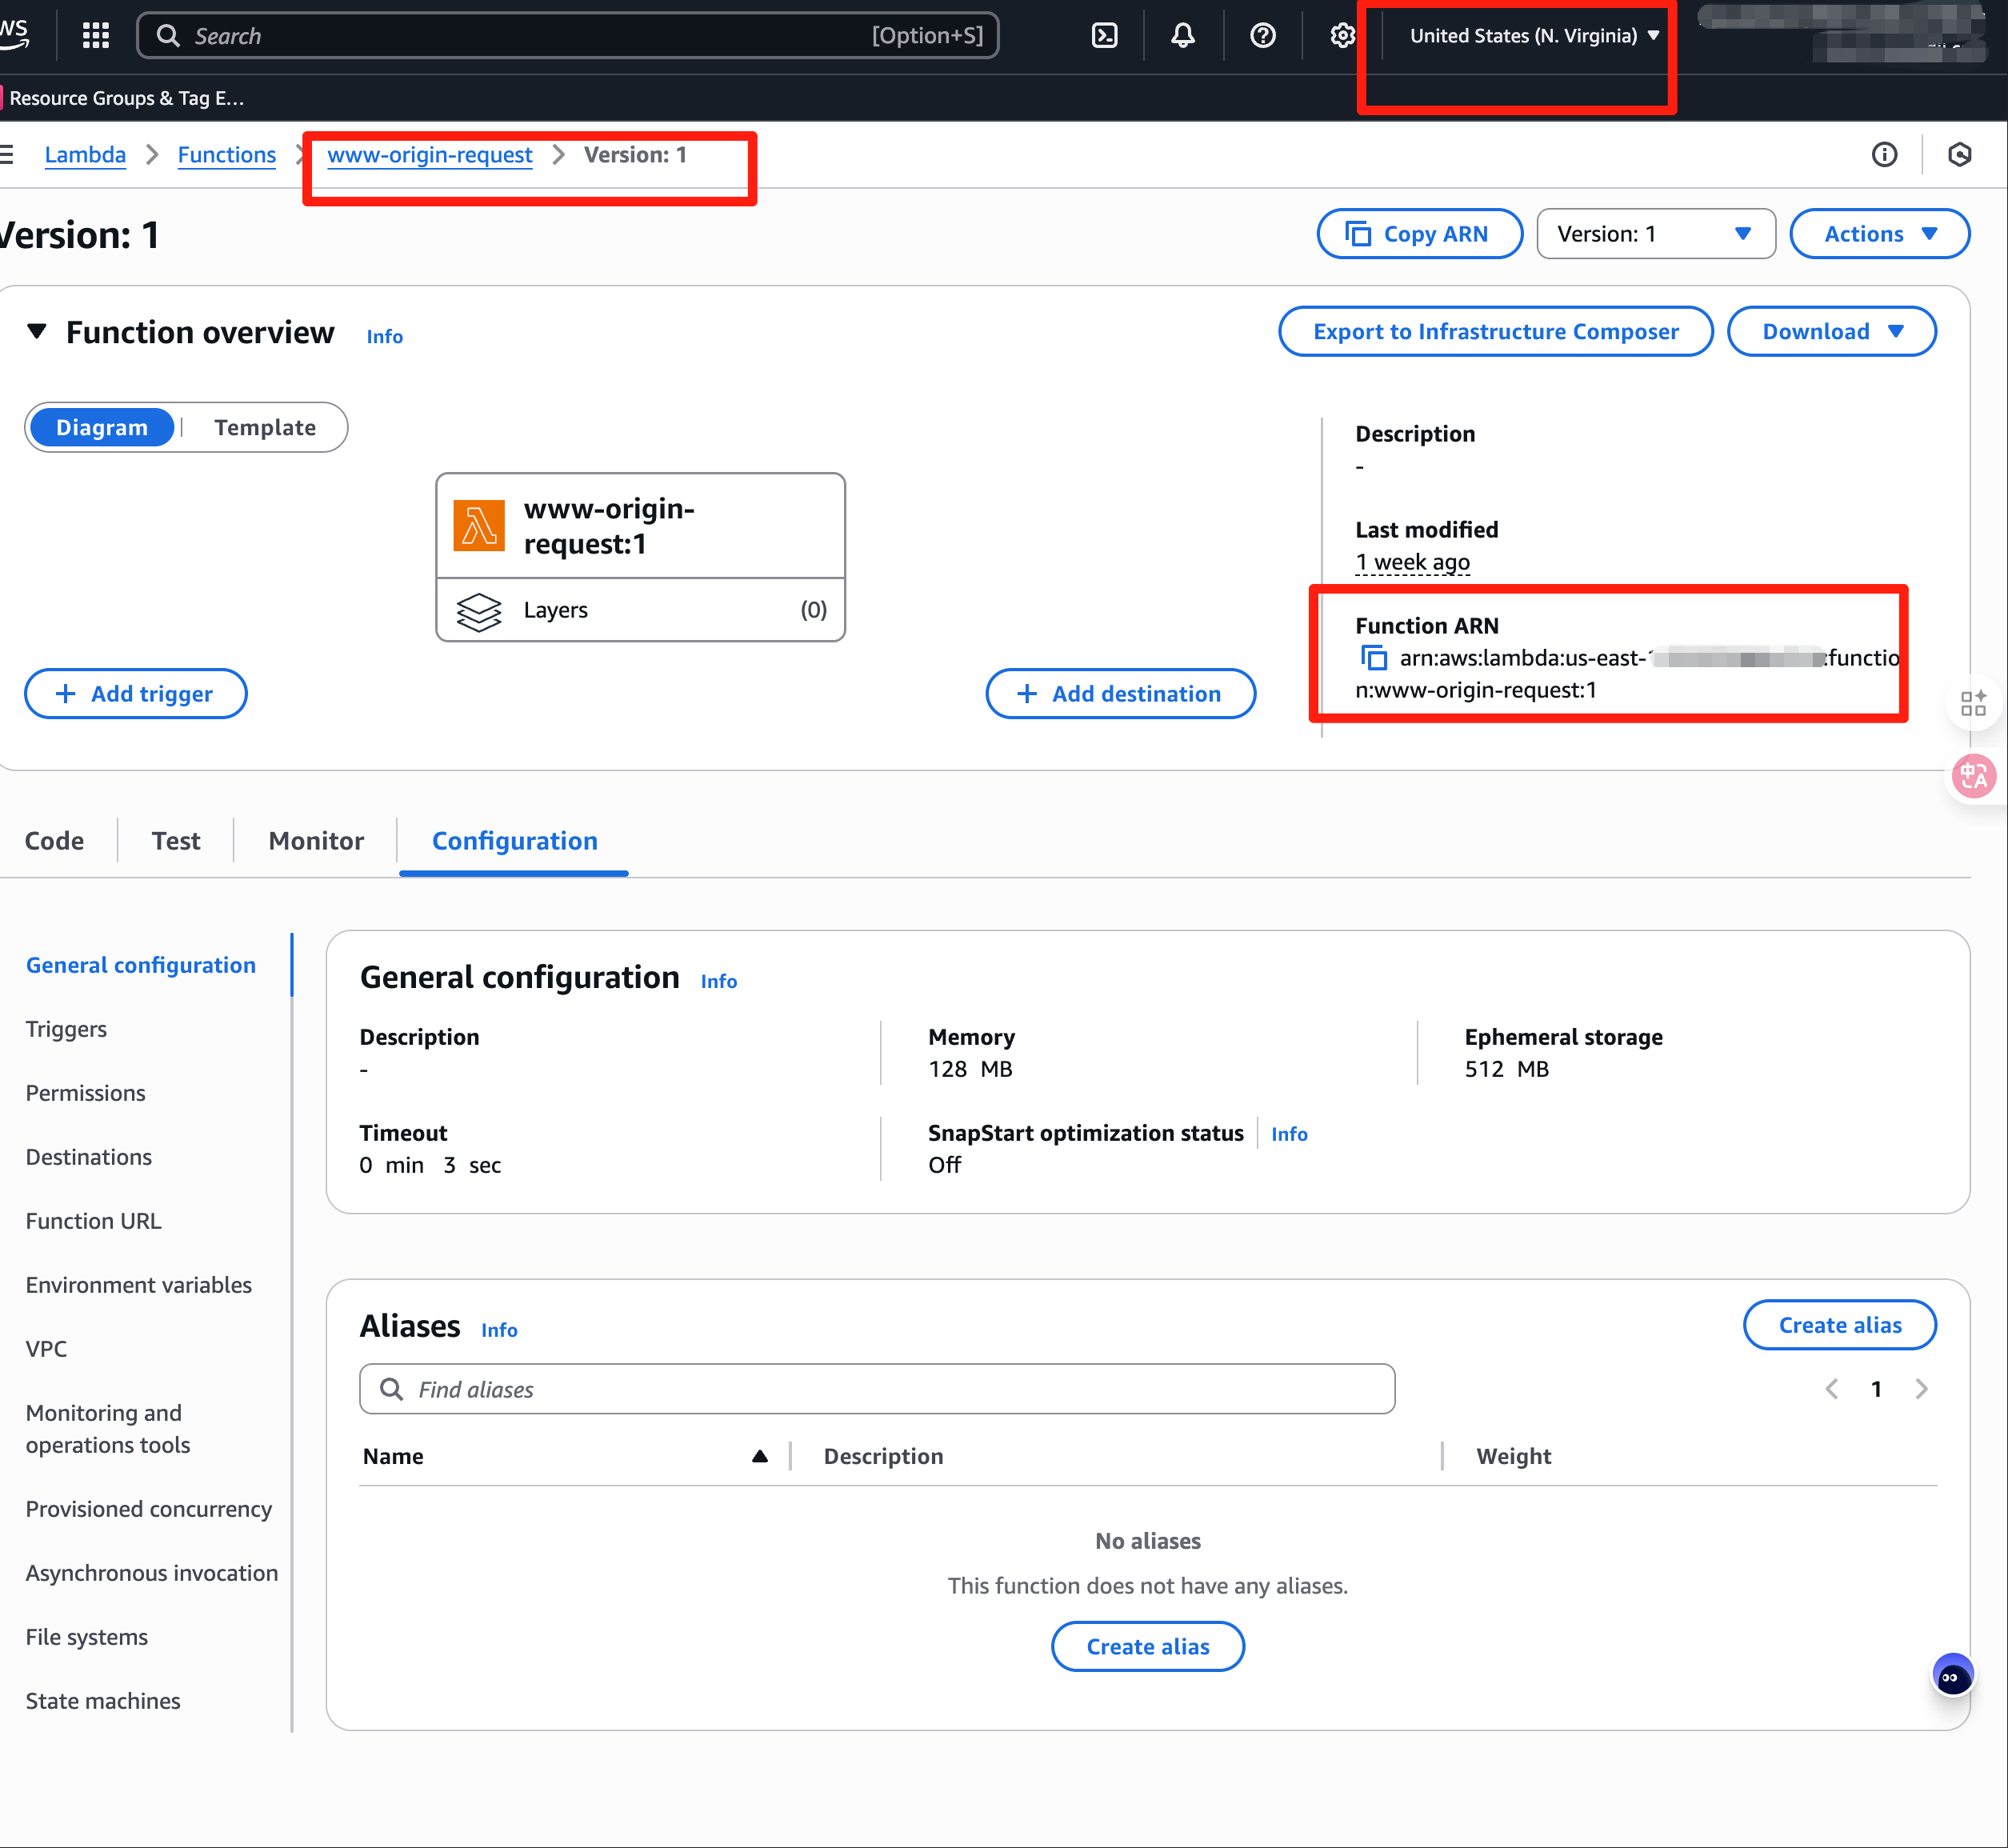 Search [Option+S] United States (N. Virginia)
Resource Groups & Tag E...
Lambda Functions www-origin-request Version: 1
Version: 1 Copy ARN Version: 1 Actions
Function overview Info Export to Infrastructure Composer Download
Diagram Template
www-origin-
request:1
Layers (0)
Add trigger
Add destination
Description
-
Last modified
1 week ago
Function ARN
arn:aws:lambda:us-east- :functio
n:www-origin-request:1
Code Test Monitor Configuration
General configuration
Triggers
Permissions
Destinations
Function URL
Environment variables
VPC
Monitoring and
operations tools
Provisioned concurrency
Asynchronous invocation
File systems
State machines
General configuration Info
Description
-
Memory
128 MB
Ephemeral storage
512 MB
Timeout
0 min 3 sec
SnapStart optimization status Info
Off
Aliases Info Create alias
Find aliases 1
Name Description Weight
No aliases
This function does not have any aliases.
Create alias